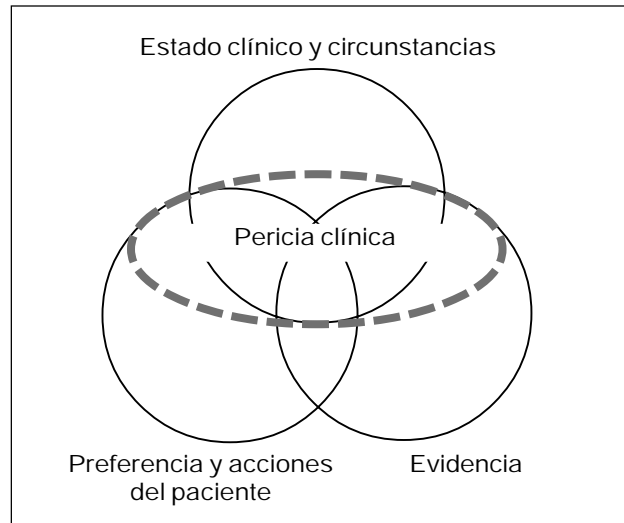 Estado clínico y circunstancias
Pericia clínica
Preferencia y acciones
del paciente
Evidencia